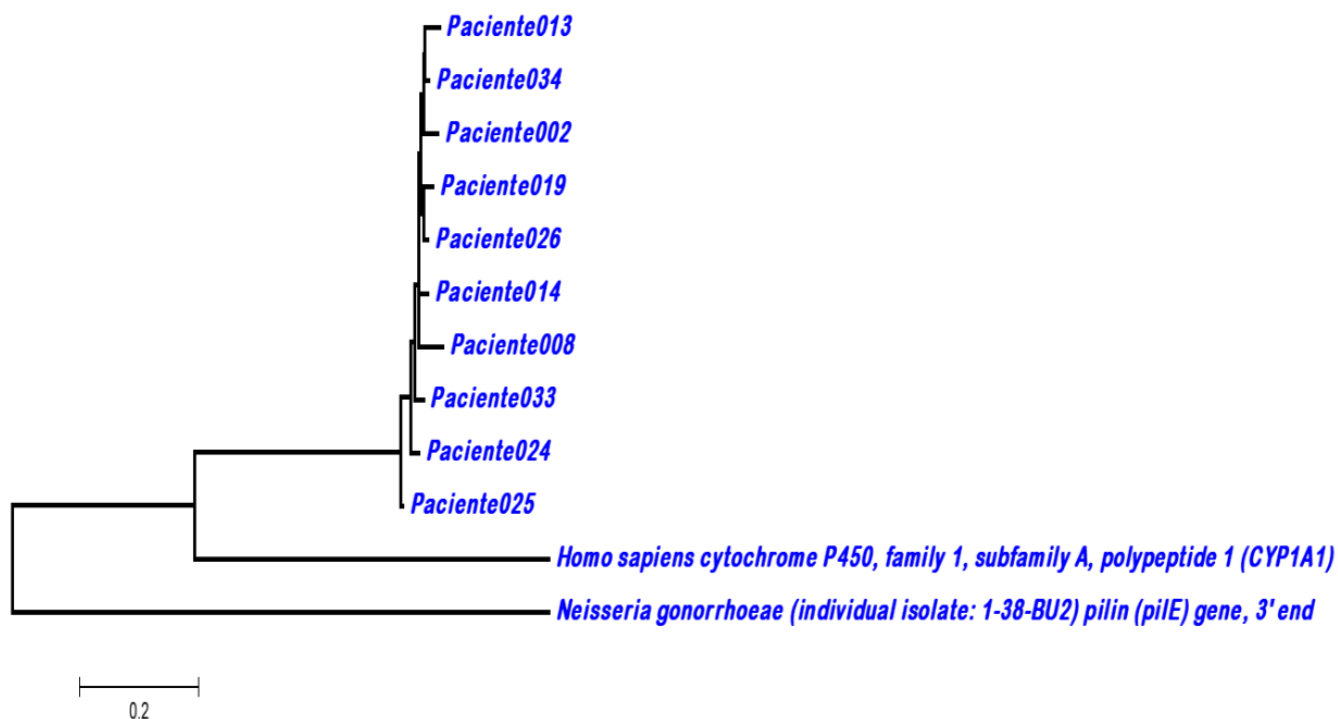 Paciente013
Paciente034
Paciente002
Paciente019
Paciente026
Paciente014
Paciente008
Paciente033
Paciente024
Paciente025
Homo sapiens cytochrome P450, family 1, subfamily A, polypeptide 1 (CYP1A1)
Neisseria gonorrhoeae (individual isolate: 1-38-BU2) pilin (pilE) gene, 3' end
0.2